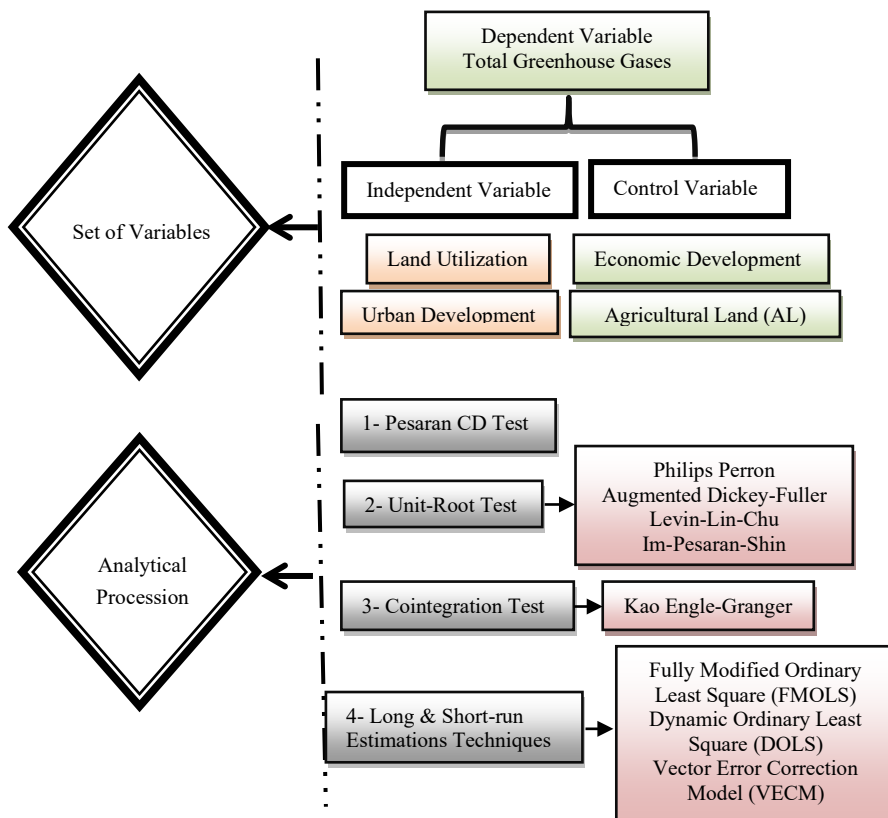 Dependent Variable
Total Greenhouse Gases
Independent Variable
Control Variable
Set of Variables
Land Utilization
Economic Development
Urban Development
Agricultural Land (AL)
1- Pesaran CD Test
2- Unit-Root Test
Philips Perron
Augmented Dickey-Fuller
Levin-Lin-Chu
Im-Pesaran-Shin
Analytical
Procession
3- Cointegration Test
Kao Engle-Granger
4- Long & Short-run
Estimations Techniques
Fully Modified Ordinary
Least Square (FMOLS)
Dynamic Ordinary Least
Square (DOLS)
Vector Error Correction
Model (VECM)